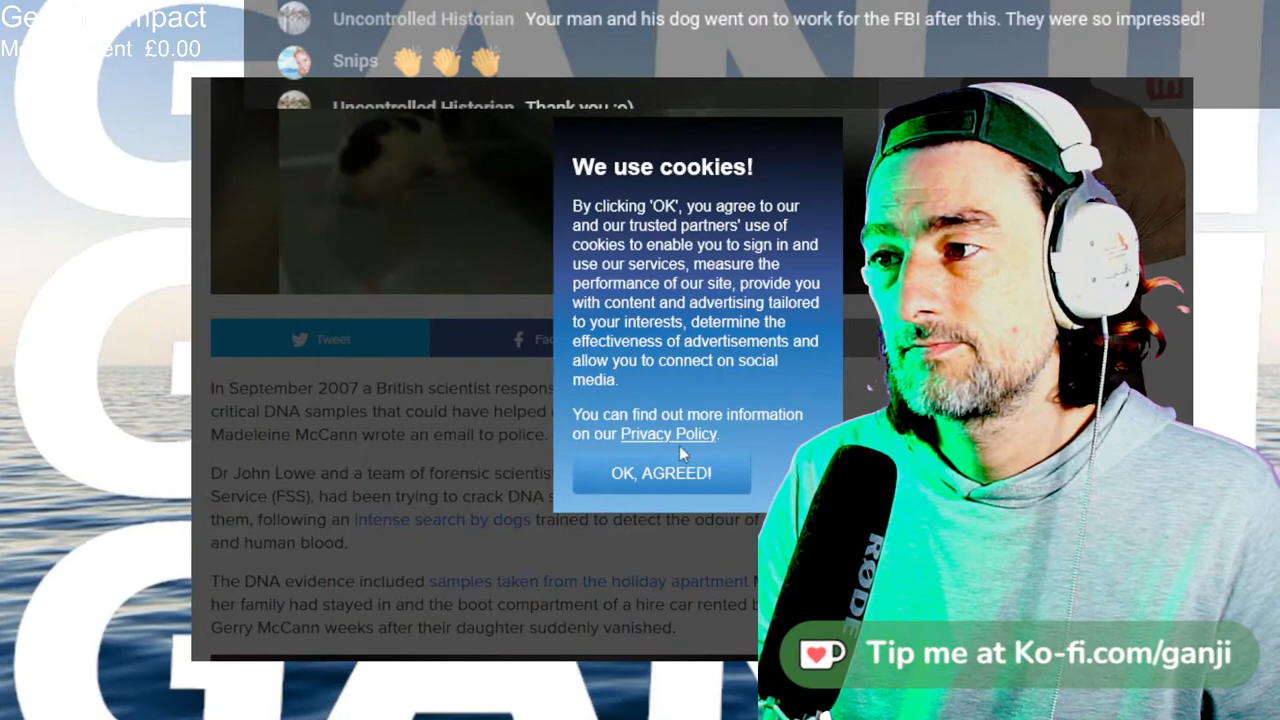 Ge mpact
M ent £0.00
Uncontrolled Historian Your man and his dog went on to work for the FBI after this. They were so impressed!
Snips 👏 👏 👏
Uncontrolled Historian Thank you :o)
in
We use cookies!
By clicking 'OK', you agree to our
and our trusted partners' use of
cookies to enable you to sign in and
use our services, measure the
performance of our site, provide you
with content and advertising tailored
to your interests, determine the
effectiveness of advertisements and
allow you to connect on social
media.
You can find out more information
on our Privacy Policy.
OK, AGREED!
Tweet
Fac
In September 2007 a British scientist respons
critical DNA samples that could have helped
Madeleine McCann wrote an email to police.
Dr John Lowe and a team of forensic scientis
Service (FSS), had been trying to crack DNA s
them, following an intense search by dogs trained to detect the odour of
and human blood.
The DNA evidence included samples taken from the holiday apartment
her family had stayed in and the boot compartment of a hire car rented
Gerry McCann weeks after their daughter suddenly vanished.
RØDE
Tip me at Ko-fi.com/ganji